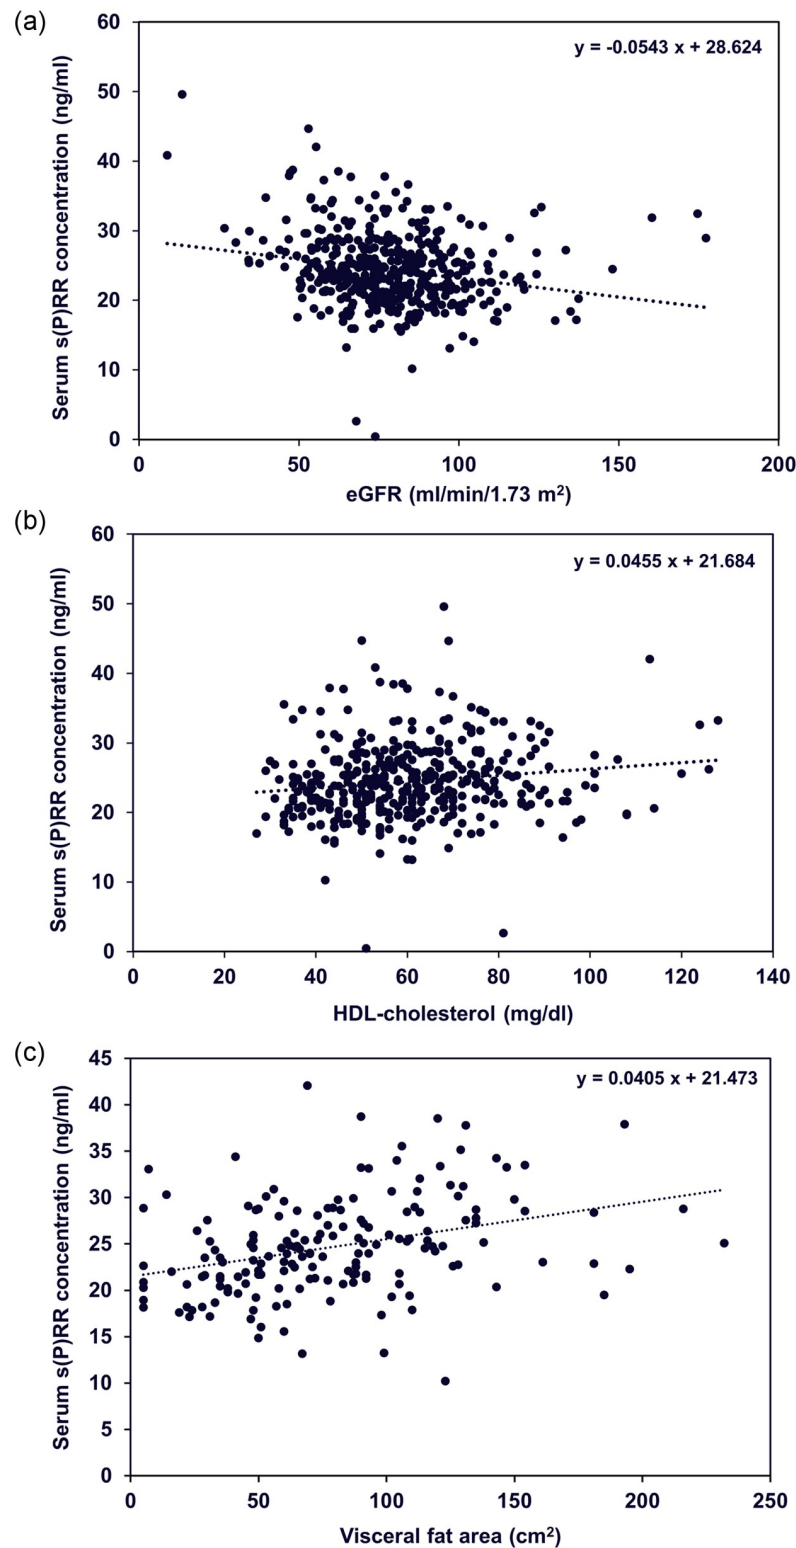 (a)
Serum s(P)RR concentration (ng/ml)
60
50
40
30
20
10
0
y = -0.0543 x + 28.624
0 50 100 150 200
eGFR (ml/min/1.73 m²)
(b)
Serum s(P)RR concentration (ng/ml)
60
50
40
30
20
10
0
y = 0.0455 x + 21.684
0 20 40 60 80 100 120 140
HDL-cholesterol (mg/dl)
(c)
Serum s(P)RR concentration (ng/ml)
45
40
35
30
25
20
15
10
5
0
y = 0.0405 x + 21.473
0 50 100 150 200 250
Visceral fat area (cm²)